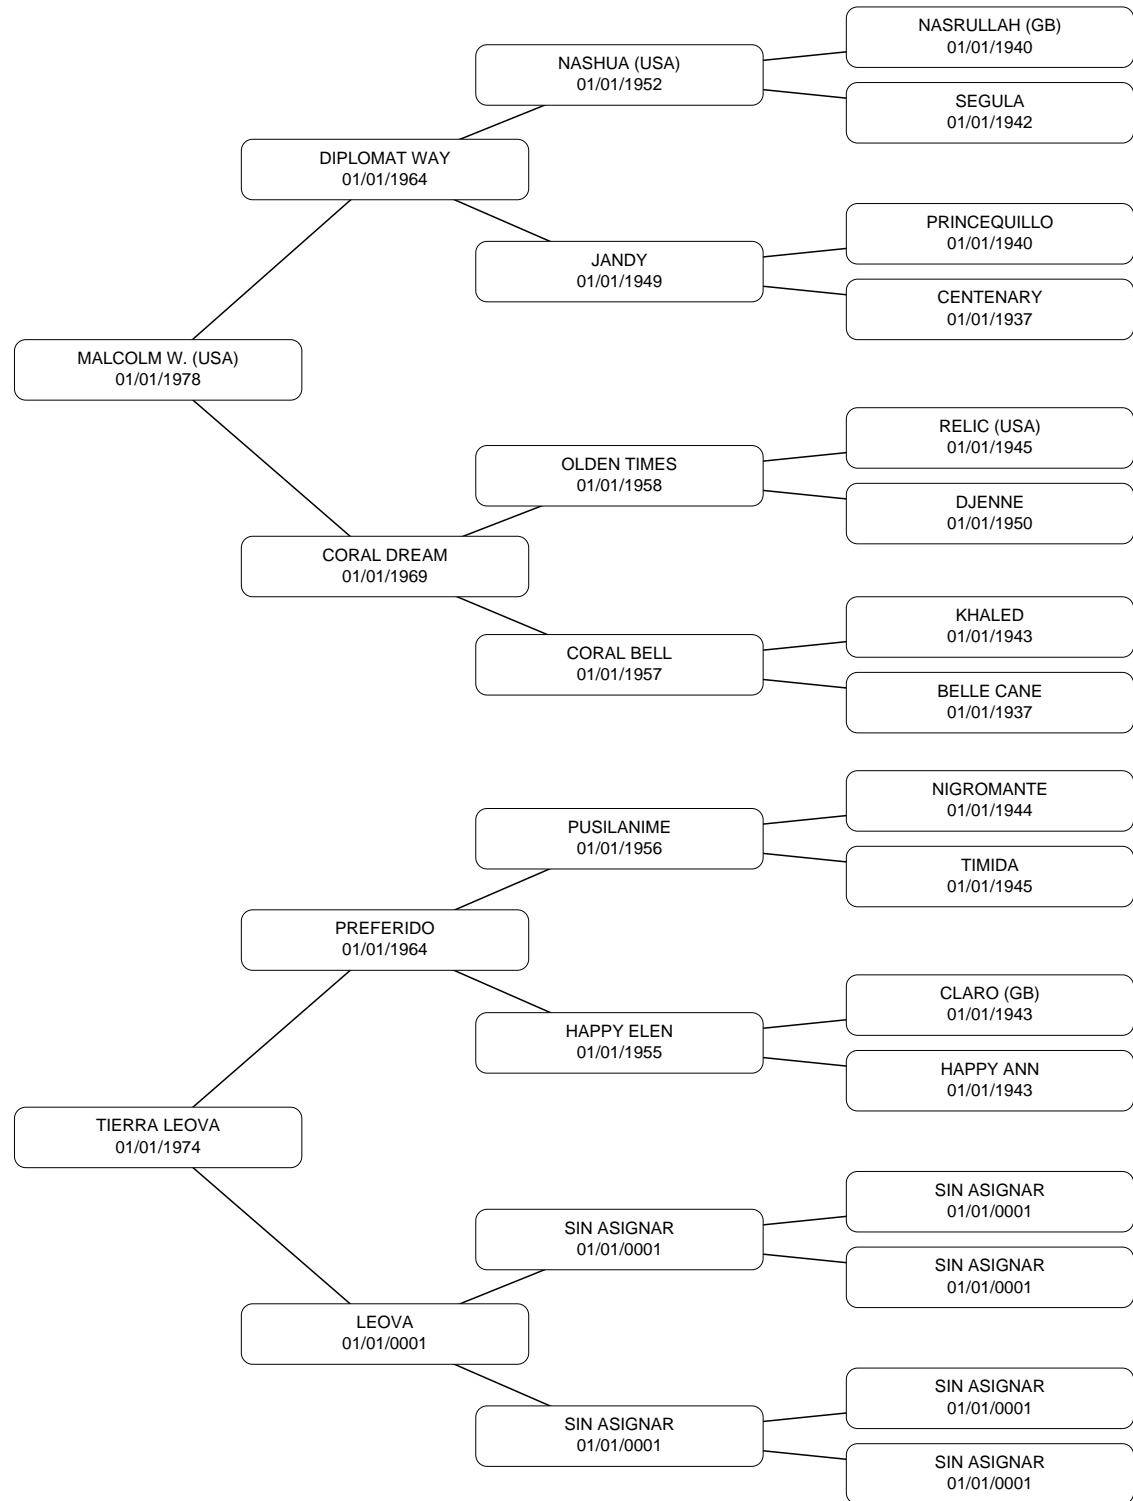 NASRULLAH (GB)
01/01/1940
NASHUA (USA)
01/01/1952
SEGULA
01/01/1942
DIPLOMAT WAY
01/01/1964
PRINCEQUILLO
01/01/1940
JANDY
01/01/1949
CENTENARY
01/01/1937
MALCOLM W. (USA)
01/01/1978
RELIC (USA)
01/01/1945
OLDEN TIMES
01/01/1958
DJENNE
01/01/1950
CORAL DREAM
01/01/1969
KHALED
01/01/1943
CORAL BELL
01/01/1957
BELLE CANE
01/01/1937
NIGROMANTE
01/01/1944
PUSILANIME
01/01/1956
TIMIDA
01/01/1945
PREFERIDO
01/01/1964
CLARO (GB)
01/01/1943
HAPPY ELEN
01/01/1955
HAPPY ANN
01/01/1943
TIERRA LEOVA
01/01/1974
SIN ASIGNAR
01/01/0001
SIN ASIGNAR
01/01/0001
SIN ASIGNAR
01/01/0001
LEOVA
01/01/0001
SIN ASIGNAR
01/01/0001
SIN ASIGNAR
01/01/0001
SIN ASIGNAR
01/01/0001